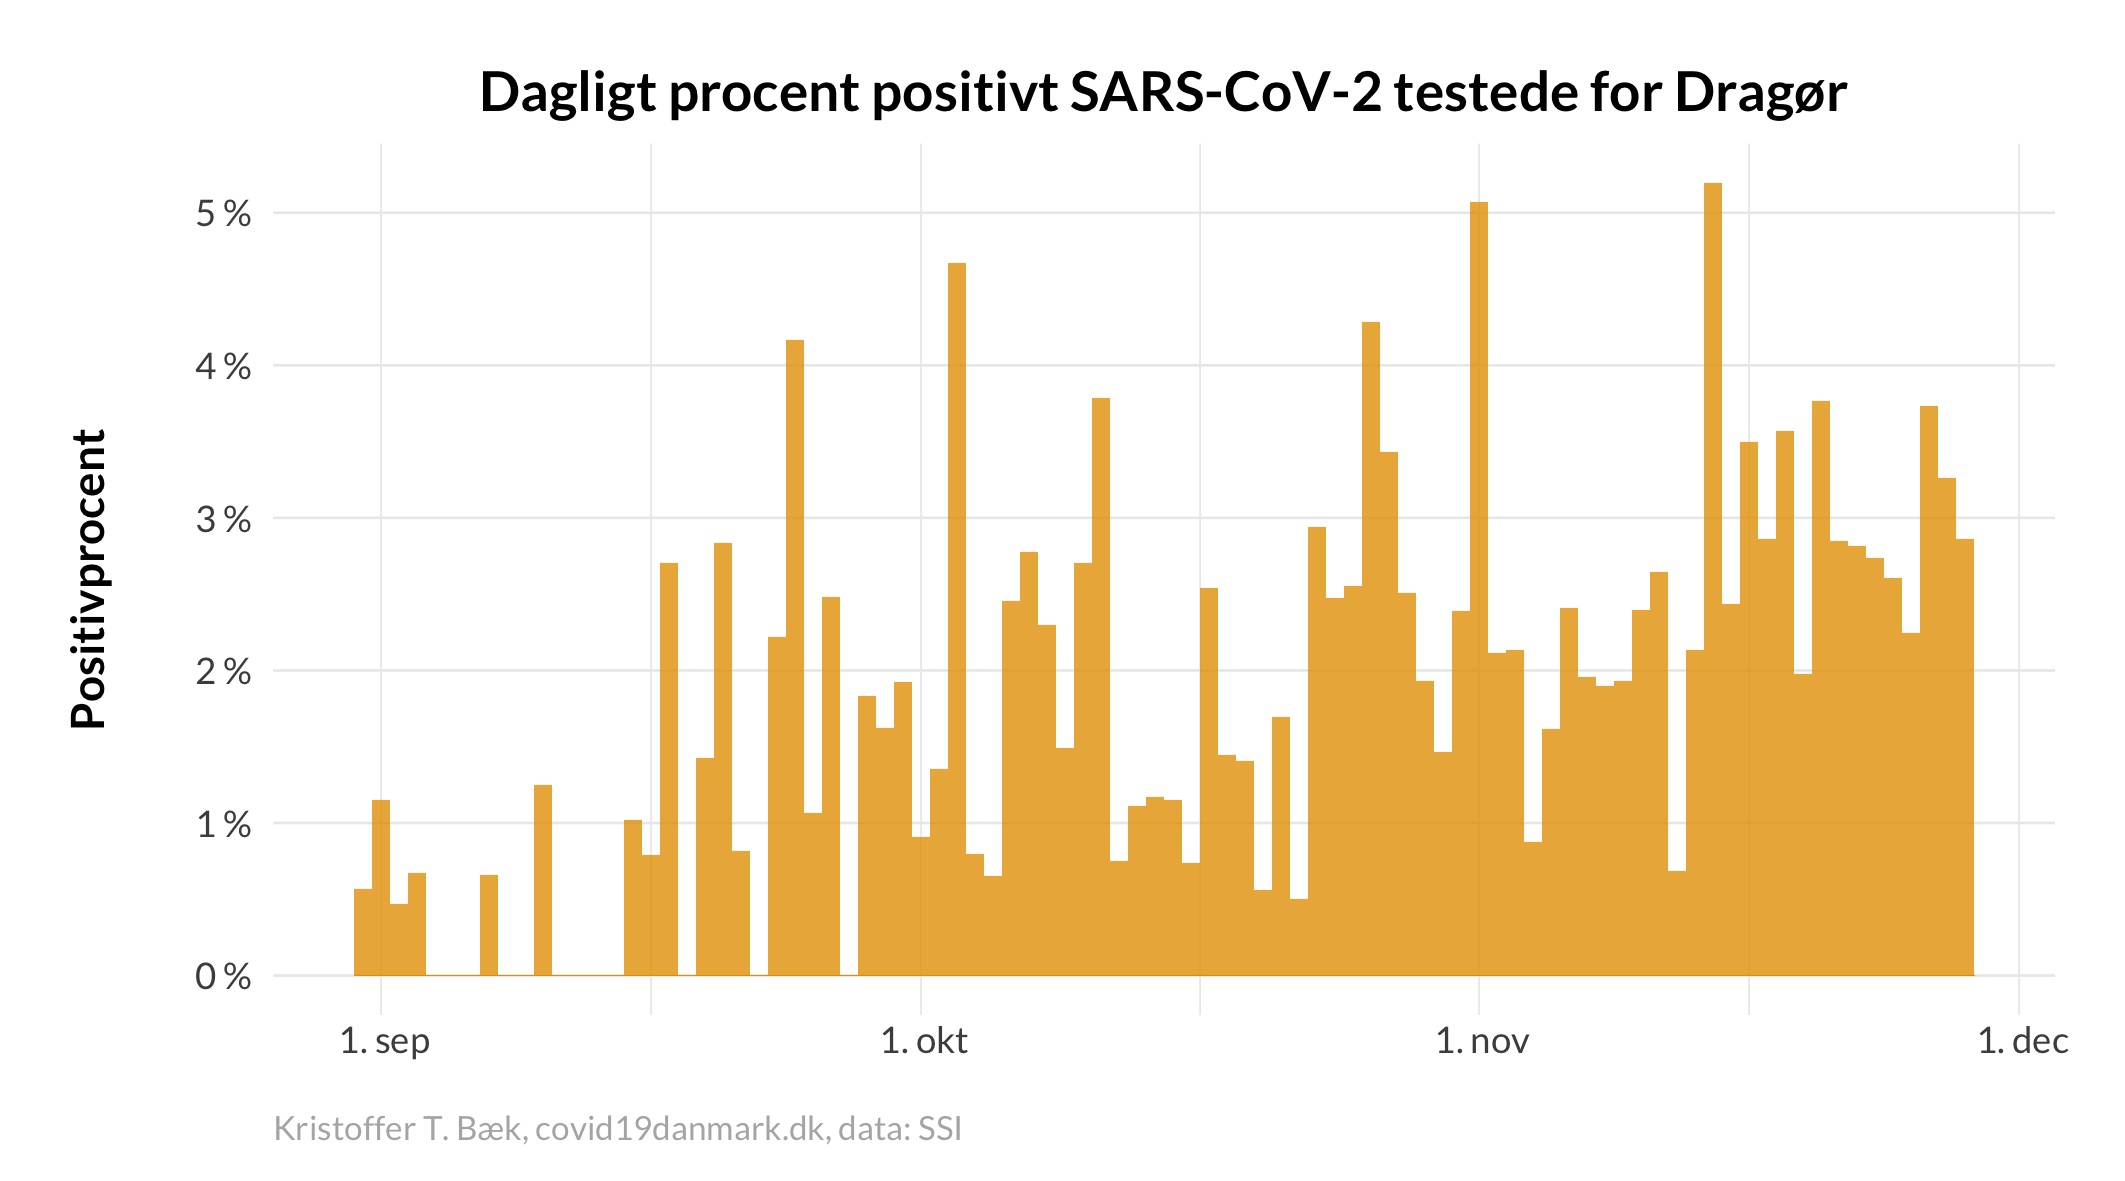 Dagligt procent positivt SARS-CoV-2 testede for Dragør
Positivprocent
5 %
4 %
3 %
2 %
1 %
0 %
1. sep
1. okt
1. nov
1. dec
Kristoffer T. Bæk, covid19danmark.dk, data: SSI